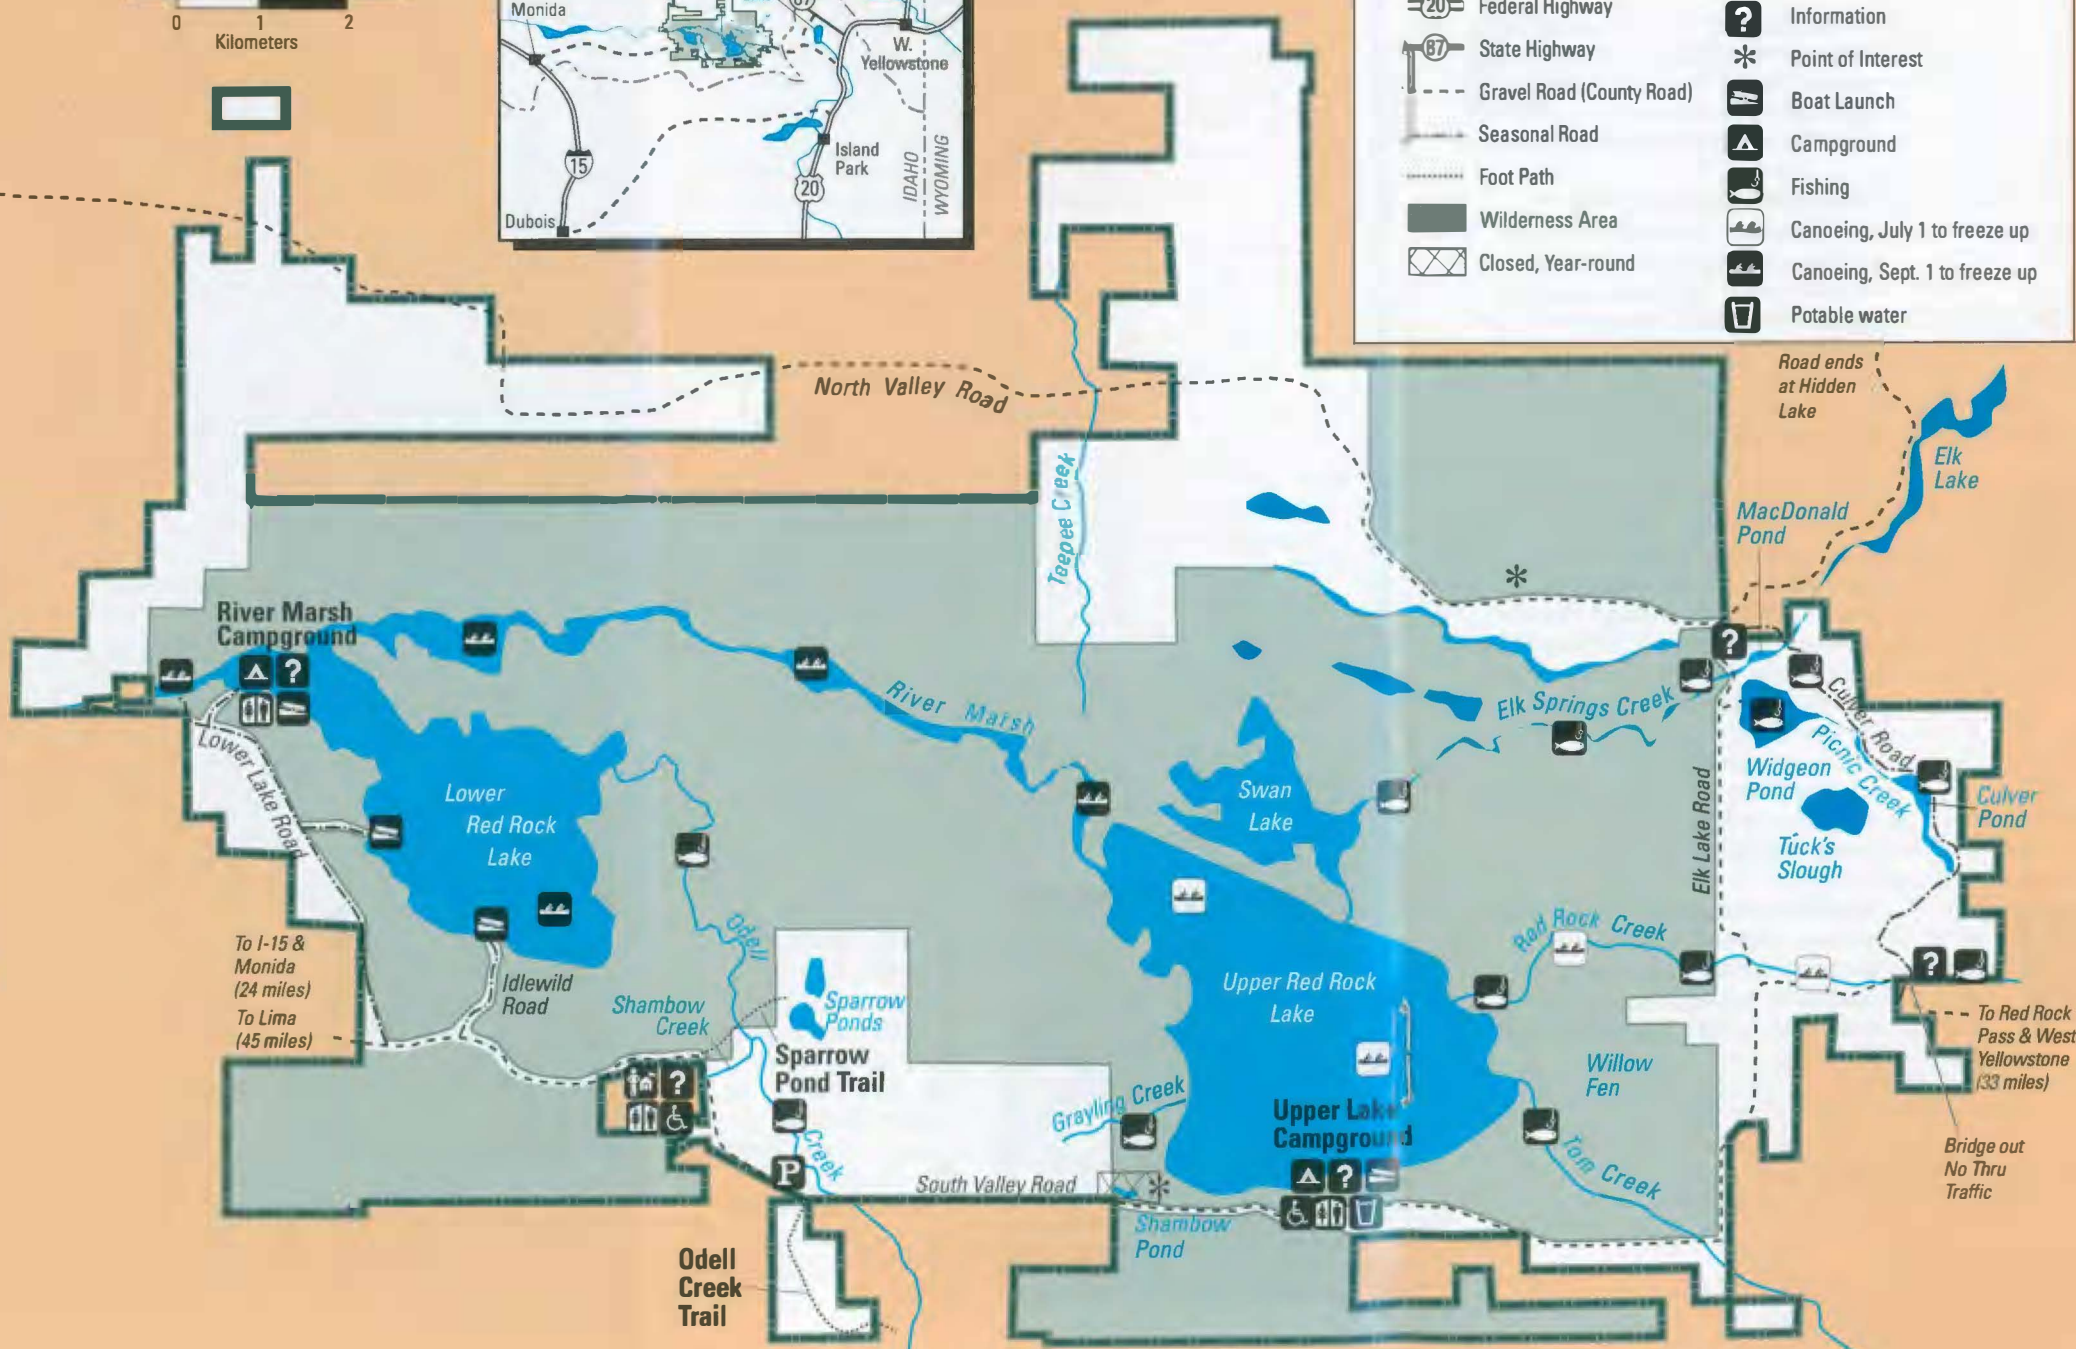 0 1 2
Kilometers
Monida
87
W.
Yellowstone
Island
Park
15
20
IDAHO
WYOMING
Dubois
20
Federal Highway
87
State Highway
Gravel Road (County Road)
Seasonal Road
Foot Path
Wilderness Area
Closed, Year-round
?
Information
Point of Interest
Boat Launch
Campground
Fishing
Canoeing, July 1 to freeze up
Canoeing, Sept. 1 to freeze up
Potable water
North Valley Road
Road ends
at Hidden
Lake
Elk
Lake
MacDonald
Pond
Teepee Creek
River Marsh
Campground
?
River Marsh
Elk Springs Creek
?
Culver Road
Picnic Creek
Widgeon
Pond
Culver
Pond
Tuck's
Slough
Elk Lake Road
Lower Lake Road
Lower
Red Rock
Lake
Swan
Lake
Red Rock Creek
?
To I-15 &
Monida
(24 miles)
To Lima
(45 miles)
Idlewild
Road
Odell
Shambow
Creek
Sparrow
Ponds
Sparrow
Pond Trail
Upper Red Rock
Lake
To Red Rock
Pass & West
Yellowstone
(33 miles)
Willow
Fen
?
Grayling Creek
Upper Lake
Campground
?
Tom Creek
Bridge out
No Thru
Traffic
Creek
P
South Valley Road
Shambow
Pond
Odell
Creek
Trail